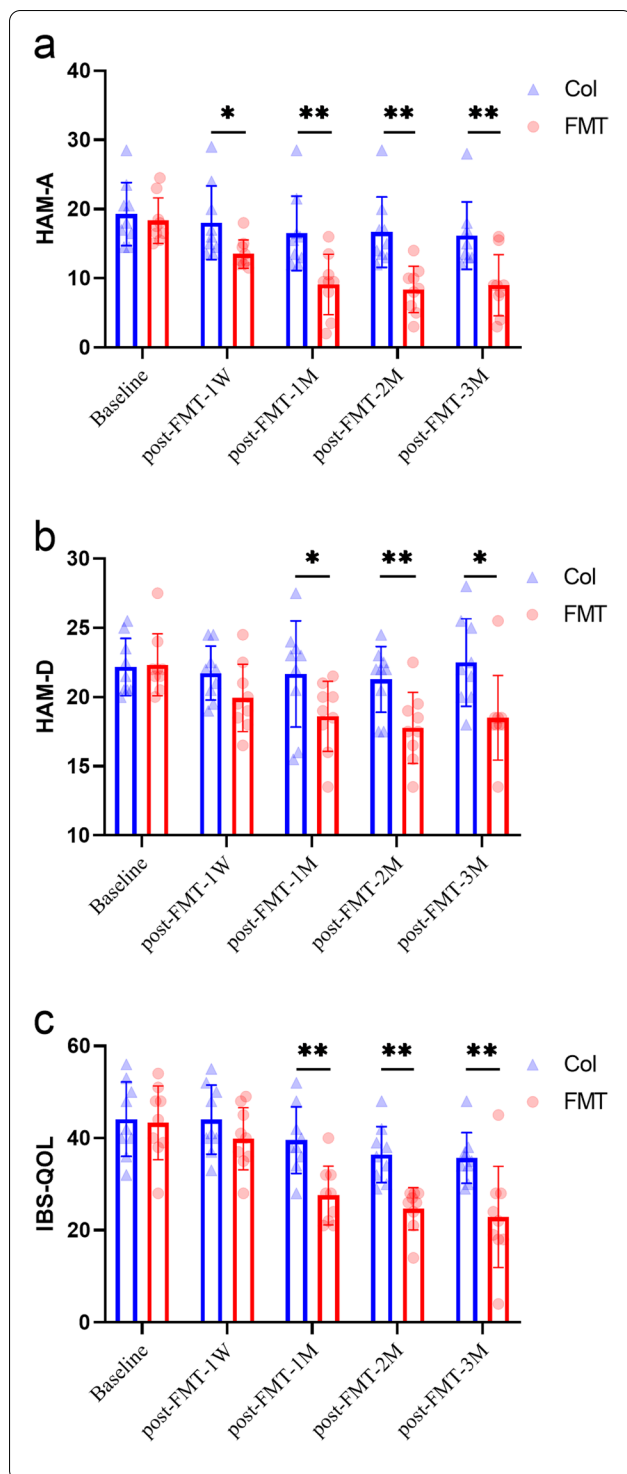 a
40
30
20
10
0
HAM-A
* ** ** **
Col
FMT
Baseline
post-FMT-1W
post-FMT-1M
post-FMT-2M
post-FMT-3M
b
30
25
20
15
10
HAM-D
* ** *
Col
FMT
Baseline
post-FMT-1W
post-FMT-1M
post-FMT-2M
post-FMT-3M
c
60
40
20
0
IBS-QOL
** ** **
Col
FMT
Baseline
post-FMT-1W
post-FMT-1M
post-FMT-2M
post-FMT-3M